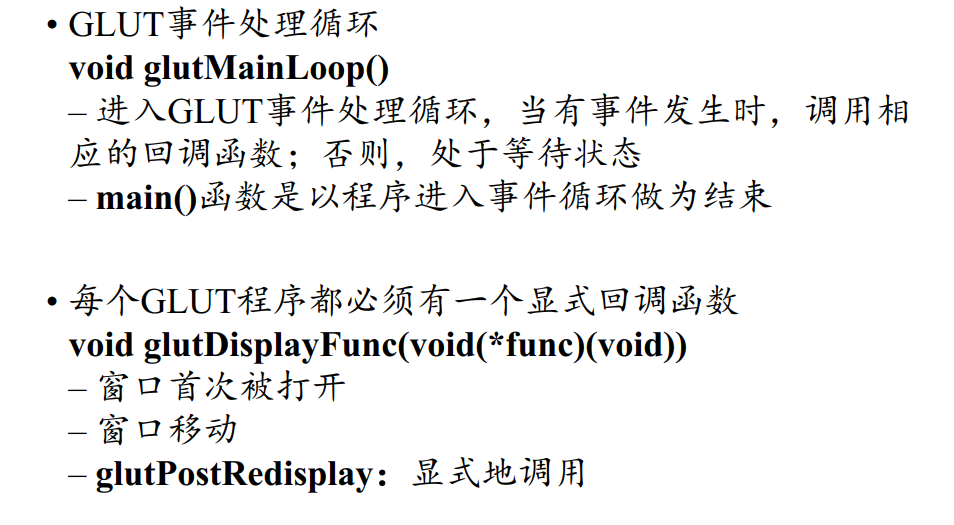 • GLUT事件处理循环
void glutMainLoop()
– 进入GLUT事件处理循环，当有事件发生时，调用相
应的回调函数；否则，处于等待状态
– main()函数是以程序进入事件循环做为结束
• 每个GLUT程序都必须有一个显式回调函数
void glutDisplayFunc(void(*func)(void))
– 窗口首次被打开
– 窗口移动
– glutPostRedisplay：显式地调用